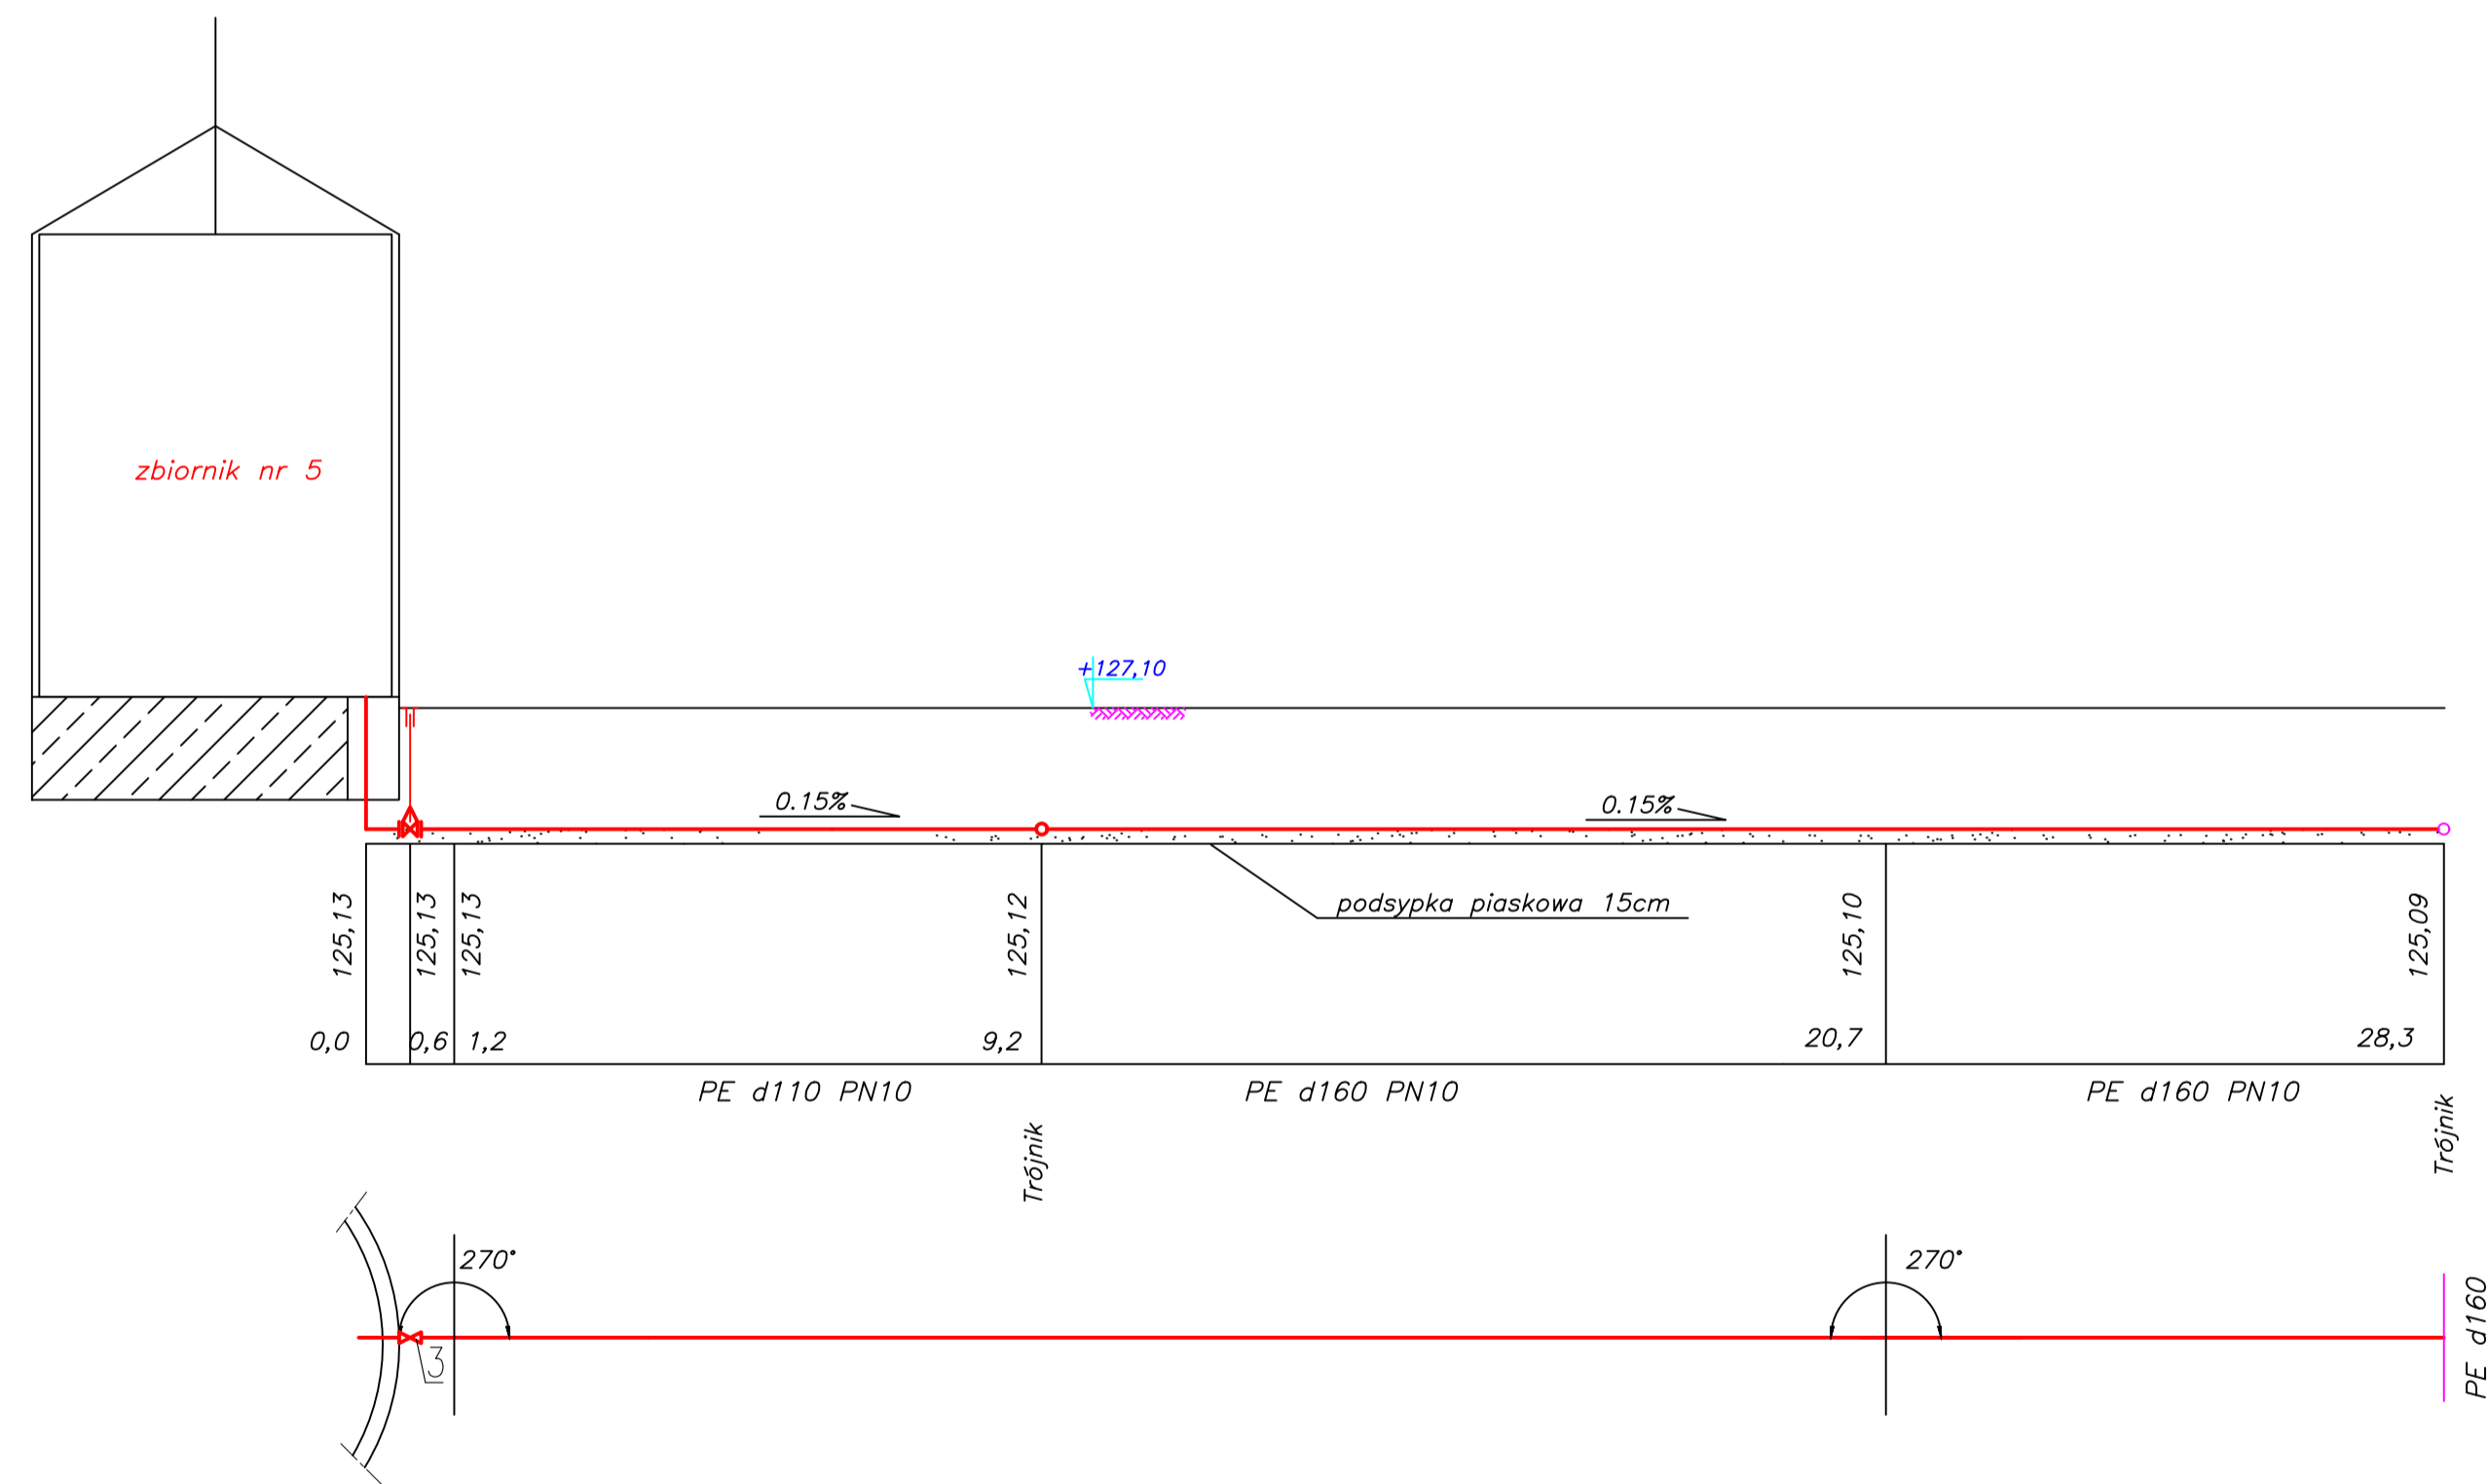 zbiornik nr 5
+127,10
0.15%
0.15%
podsypka piaskowa 15cm
125,13
125,13
125,13
125,12
125,10
125,09
0,0
0,6
1,2
9,2
20,7
28,3
PE d110 PN10
PE d160 PN10
PE d160 PN10
Trójnik
Trójnik
270°
270°
3
PE d160